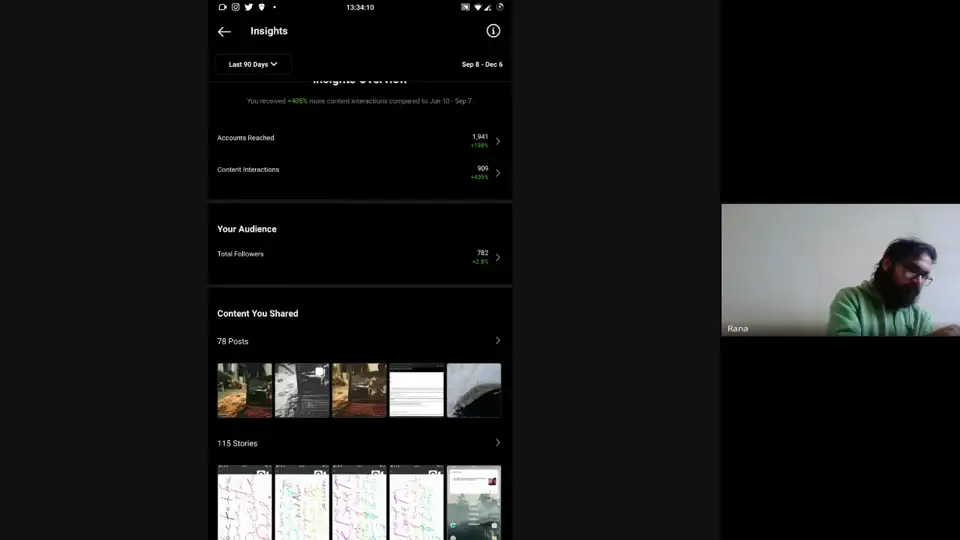 13:34:10
Insights
Last 90 Days
Sep 8 - Dec 6
Insights Overview
You received +405% more content interactions compared to Jun 10 - Sep 7.
Accounts Reached
1,941
+198%
Content Interactions
909
+405%
Your Audience
Total Followers
782
+2.8%
Content You Shared
78 Posts
115 Stories
Rana